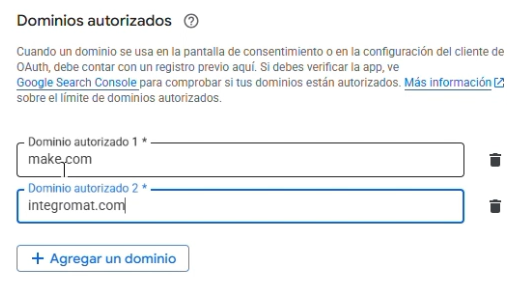 Dominios autorizados
Cuando un dominio se usa en la pantalla de consentimiento o en la configuración del cliente de
OAuth, debe contar con un registro previo aquí. Si debes verificar la app, ve
Google Search Console para comprobar si tus dominios están autorizados. Más información
sobre el límite de dominios autorizados.
Dominio autorizado 1 *
make.com
Dominio autorizado 2 *
integromat.com
+ Agregar un dominio